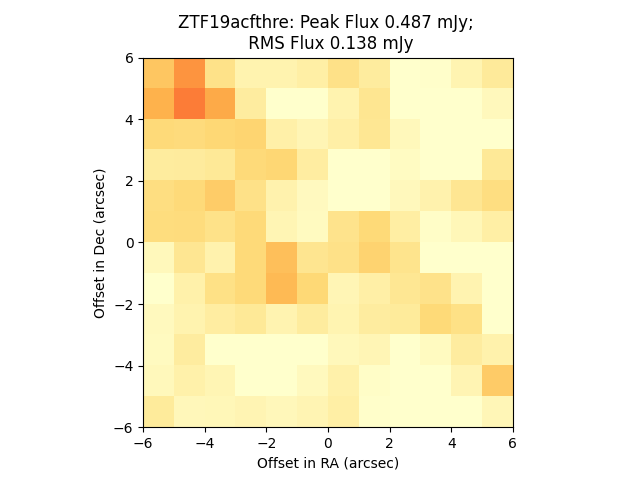 ZTF19acfthre: Peak Flux 0.487 mJy;
RMS Flux 0.138 mJy
6
4
2
0
−2
−4
−6
Offset in Dec (arcsec)
−6 −4 −2 0 2 4 6
Offset in RA (arcsec)